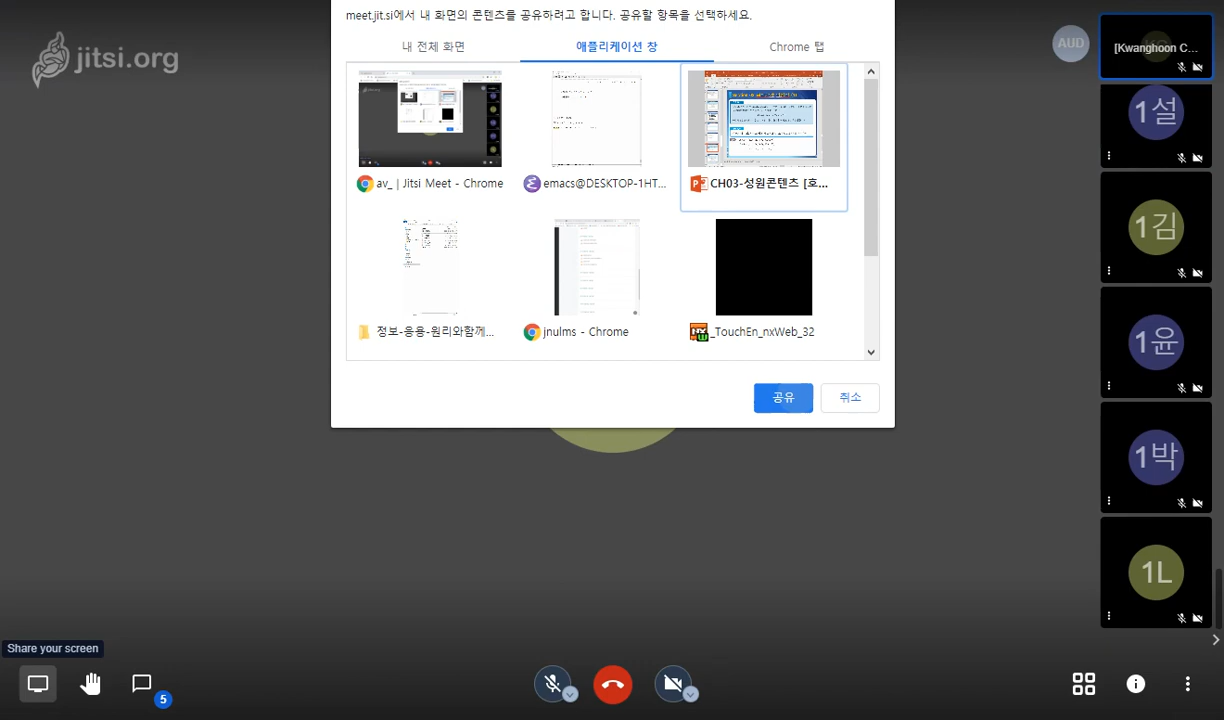 meet.jit.si에서 내 화면의 콘텐츠를 공유하려고 합니다. 공유할 항목을 선택하세요.
내 전체 화면
애플리케이션 창
Chrome 탭
jitsi.org
AUD
[Kwanghoon C...
av_ | Jitsi Meet - Chrome
emacs@DESKTOP-1HT...
CH03-성원콘텐츠 [호...
정보-응용-원리와함께...
jnulms - Chrome
_TouchEn_nxWeb_32
공유
취소
1설
1김
1윤
1박
1L
Share your screen
5